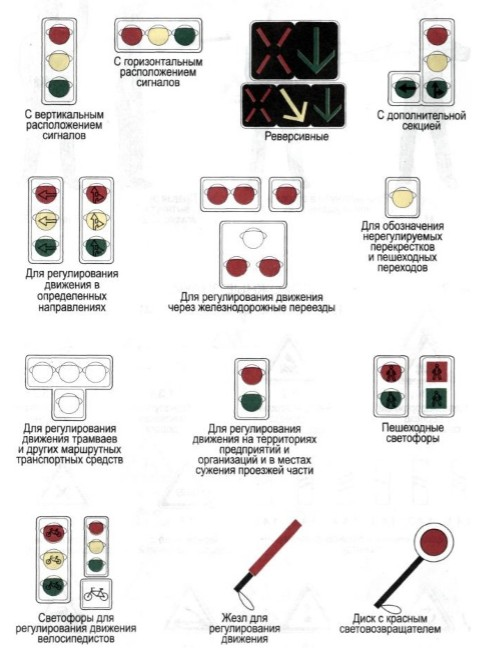 С вертикальным
расположением
сигналов
С горизонтальным
расположением
сигналов
Реверсивные
С дополнительной
секцией
Для регулирования
движения в
определенных
направлениях
Для регулирования движения
через железнодорожные переезды
Для обозначения
нерегулируемых
перекрестков
и пешеходных
переходов
Для регулирования
движения трамваев
и других маршрутных
транспортных средств
Для регулирования
движения на территориях
предприятий и
организаций и в местах
сужения проезжей части
Пешеходные
светофоры
Светофоры для
регулирования движения
велосипедистов
Жезл для
регулирования
движения
Диск с красным
световозвращателем